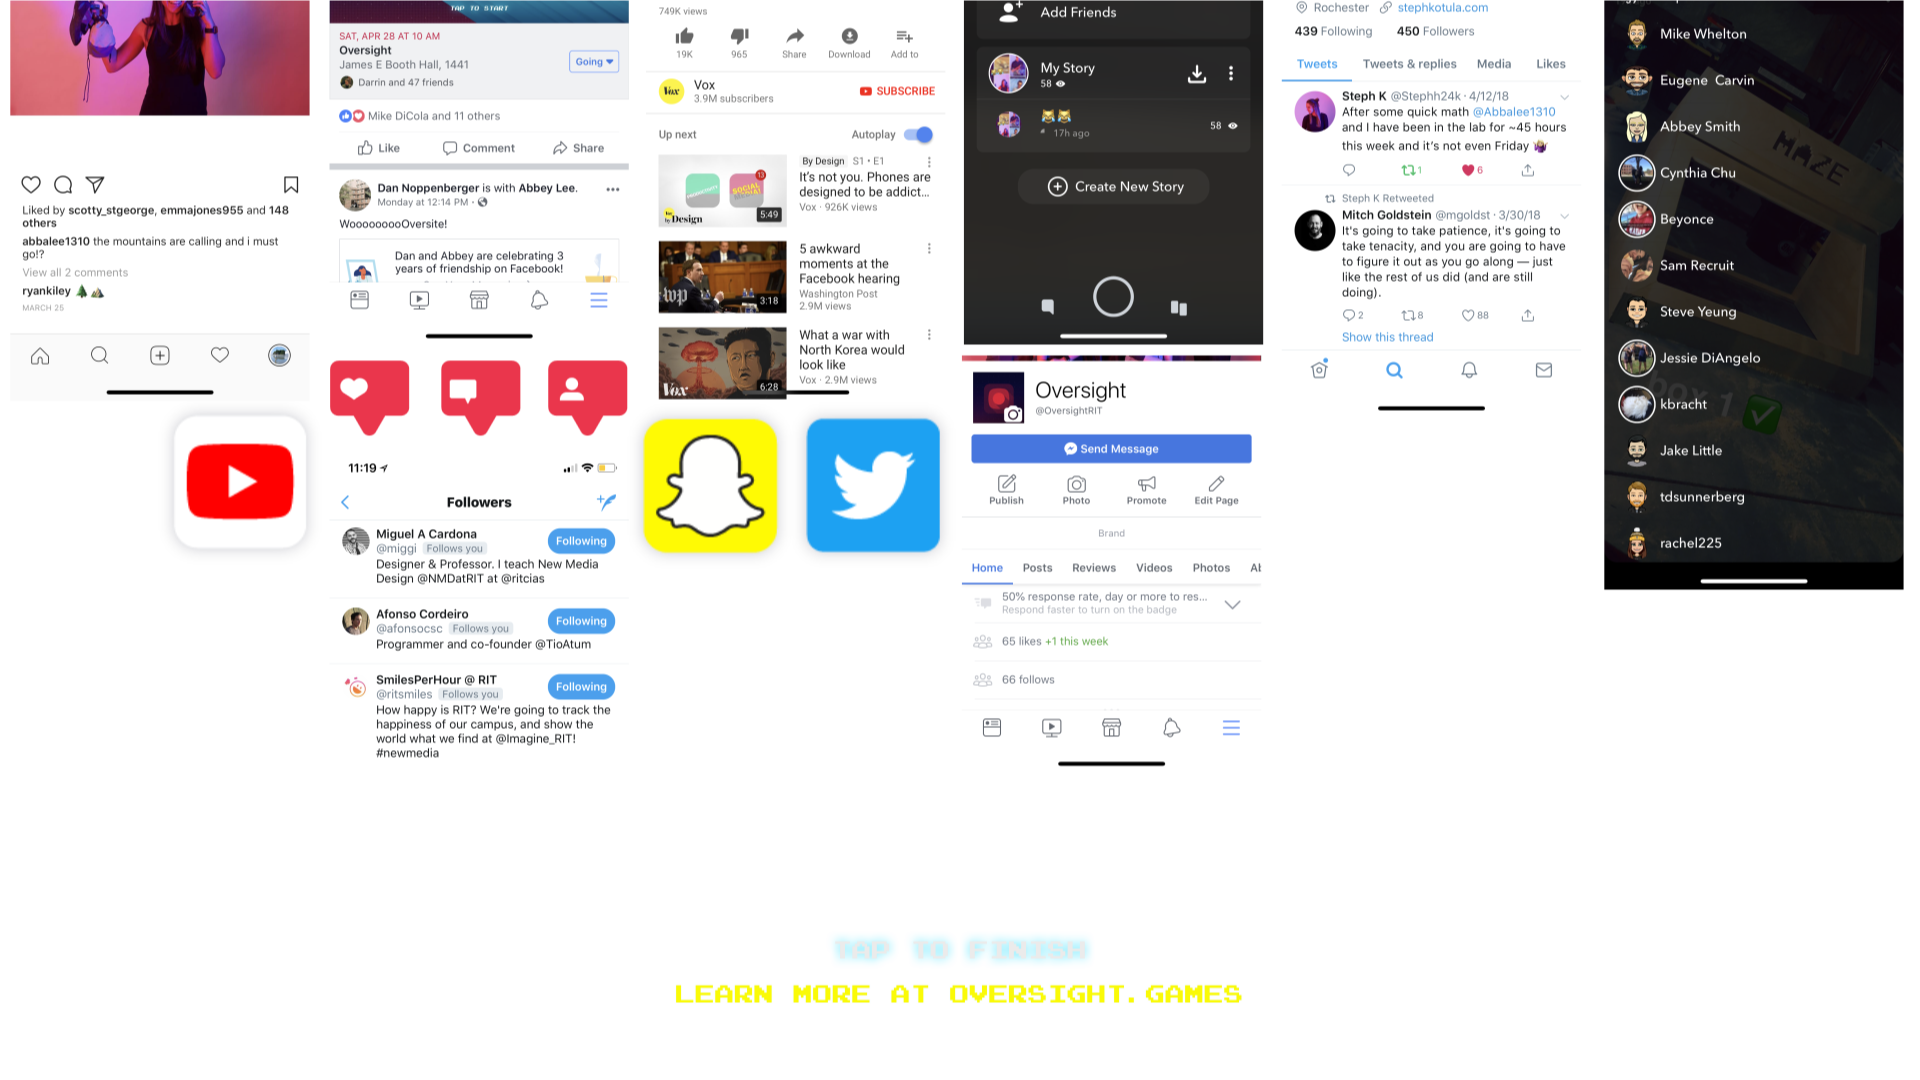 Liked by scotty_stgeorge, emmajones955 and 148
others
abbalee1310 the mountains are calling and i must
go!?
View all 2 comments
ryankiley
MARCH 25
TAP TO START
SAT, APR 28 AT 10 AM
Oversight
James E Booth Hall, 1441
Going
Darrin and 47 friends
Mike DiCola and 11 others
Like
Comment
Share
Dan Noppenberger is with Abbey Lee.
Monday at 12:14 PM ·
WooooooooOversite!
Dan and Abbey are celebrating 3
years of friendship on Facebook!
11:19
Followers
Miguel A Cardona
@miggi Follows you
Following
Designer & Professor. I teach New Media
Design @NMDatRIT at @ritcias
Afonso Cordeiro
@afonsocsc Follows you
Following
Programmer and co-founder @TioAtum
SmilesPerHour @ RIT
@ritsmiles Follows you
Following
How happy is RIT? We're going to track the
happiness of our campus, and show the
world what we find at @Imagine_RIT!
#newmedia
749K views
19K
965
Share
Download
Add to
Vox
Vox
3.9M subscribers
SUBSCRIBE
Up next
Autoplay
13
by Design
5:49
By Design S1 • E1
It's not you. Phones are
designed to be addict...
Vox · 926K views
wp
3:18
5 awkward
moments at the
Facebook hearing
Washington Post
2.9M views
Vox
6:28
What a war with
North Korea would
look like
Vox · 2.9M views
Add Friends
My Story
58
17h ago
58
Create New Story
Oversight
@OversightRIT
Send Message
Publish
Photo
Promote
Edit Page
Brand
Home
Posts
Reviews
Videos
Photos
Al
50% response rate, day or more to res...
Respond faster to turn on the badge
65 likes +1 this week
66 follows
Rochester
stephkotula.com
439 Following
450 Followers
Tweets
Tweets & replies
Media
Likes
Steph K @Stephh24k · 4/12/18
After some quick math @Abbalee1310
and I have been in the lab for ~45 hours
this week and it's not even Friday
1
6
Steph K Retweeted
Mitch Goldstein @mgoldst · 3/30/18
It's going to take patience, it's going to
take tenacity, and you are going to have
to figure it out as you go along — just
like the rest of us did (and are still
doing).
2
8
88
Show this thread
Mike Whelton
Eugene Carvin
Abbey Smith
MAZE
Cynthia Chu
Beyonce
Sam Recruit
Steve Yeung
Jessie DiAngelo
box 1
kbracht
Jake Little
tdsunnerberg
rachel225
TAP TO FINISH
LEARN MORE AT OVERSIGHT.GAMES